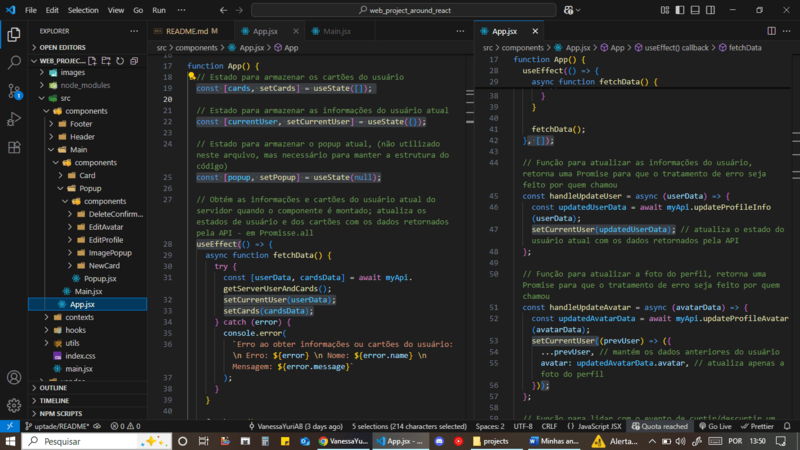 File Edit Selection View Go Run ...
web_project_around_react
EXPLORER
OPEN EDITORS
WEB_PROJEC...
images
node_modules
src
components
Footer
Header
Main
components
Card
Popup
components
DeleteConfirm...
EditAvatar
EditProfile
ImagePopup
NewCard
Popup.jsx
Main.jsx
App.jsx
contexts
hooks
utils
index.css
main.jsx
OUTLINE
TIMELINE
NPM SCRIPTS
README.md M
App.jsx
Main.jsx
src > components > App.jsx > App
17 function App() {
18 // Estado para armazenar os cartões do usuário
19 const [cards, setCards] = useState([]);
20
21 // Estado para armazenar as informações do usuário atual
22 const [currentUser, setCurrentUser] = useState({});
23
24 // Estado para armazenar o popup atual, (não utilizado
neste arquivo, mas necessário para manter a estrutura do
código)
25 const [popup, setPopup] = useState(null);
26
27 // Obtém as informações e cartões do usuário atual do
servidor quando o componente é montado; atualiza os
estados de usuário e dos cartões com os dados retornados
pela API - em Promisse.all
28 useEffect(() => {
29 async function fetchData() {
30 try {
31 const [userData, cardsData] = await myApi.
getServerUserAndCards();
32 setCurrentUser(userData);
33 setCards(cardsData);
34 } catch (error) {
35 console.error(
36 `Erro ao obter informações ou cartões do usuário:
\n Erro: ${error} \n Nome: ${error.name} \n
Mensagem: ${error.message}`
37 );
38 }
39 }
40
App.jsx
src > components > App.jsx > App > useEffect() callback > fetchData
17 function App() {
28 useEffect(() => {
29 async function fetchData() {
38 }
39 }
40
41 fetchData();
42 }, []);
43
44 // Função para atualizar as informações do usuário,
retorna uma Promise para que o tratamento de erro seja
feito por quem chamou
45 const handleUpdateUser = async (userData) => {
46 const updatedUserData = await myApi.updateProfileInfo
(userData);
47 setCurrentUser(updatedUserData); // atualiza o estado do
usuário atual com os dados retornados pela API
48 };
49
50 // Função para atualizar a foto do perfil, retorna uma
Promise para que o tratamento de erro seja feito por quem
chamou
51 const handleUpdateAvatar = async (avatarData) => {
52 const updatedAvatarData = await myApi.updateProfileAvatar
(avatarData);
53 setCurrentUser((prevUser) => ({
54 ...prevUser, // mantém os dados anteriores do usuário
55 avatar: updatedAvatarData.avatar, // atualiza apenas a
foto do perfil
56 }));
57 };
58
uptade/README* 0 0 VanessaYuriAB (3 days ago) 5 selections (214 characters selected) Spaces: 2 UTF-8 CRLF {} JavaScript JSX Quota reached Go Live Prettier
Pesquisar
VanessaYu...
App.jsx - ...
projects
Minhas an...
Alerta...
POR
13:50